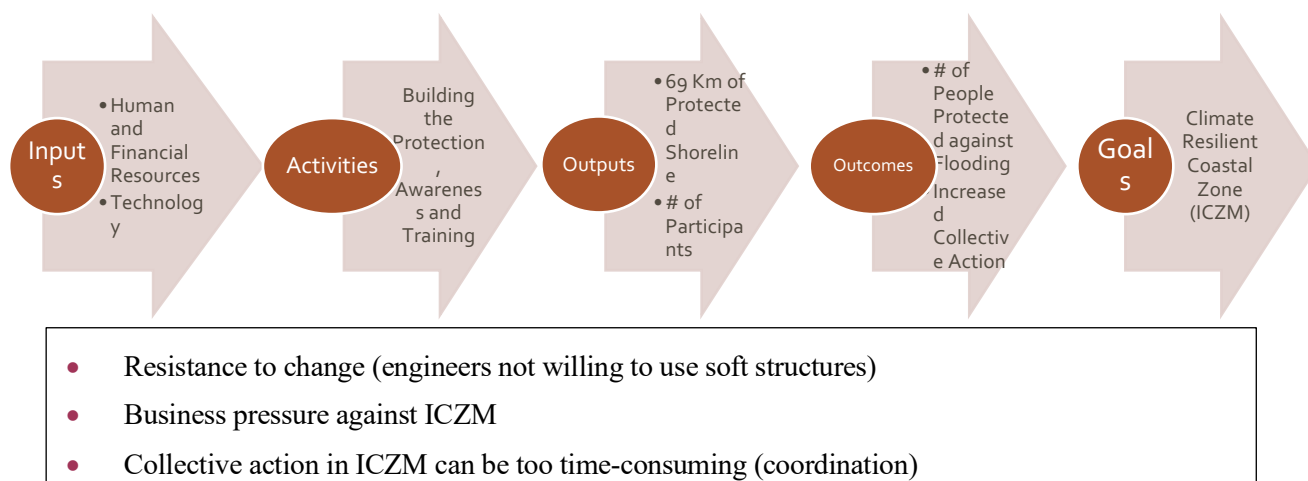 Input
s
• Human
and
Financial
Resources
• Technolog
y
Activities
Building
the
Protection
,
Awarenes
s and
Training
Outputs
• 69 Km of
Protecte
d
Shorelin
e
• # of
Participa
nts
Outcomes
• # of
People
Protecte
d against
Flooding
Increase
d
Collectiv
e Action
Goal
s
Climate
Resilient
Coastal
Zone
(ICZM)
• Resistance to change (engineers not willing to use soft structures)
• Business pressure against ICZM
• Collective action in ICZM can be too time-consuming (coordination)